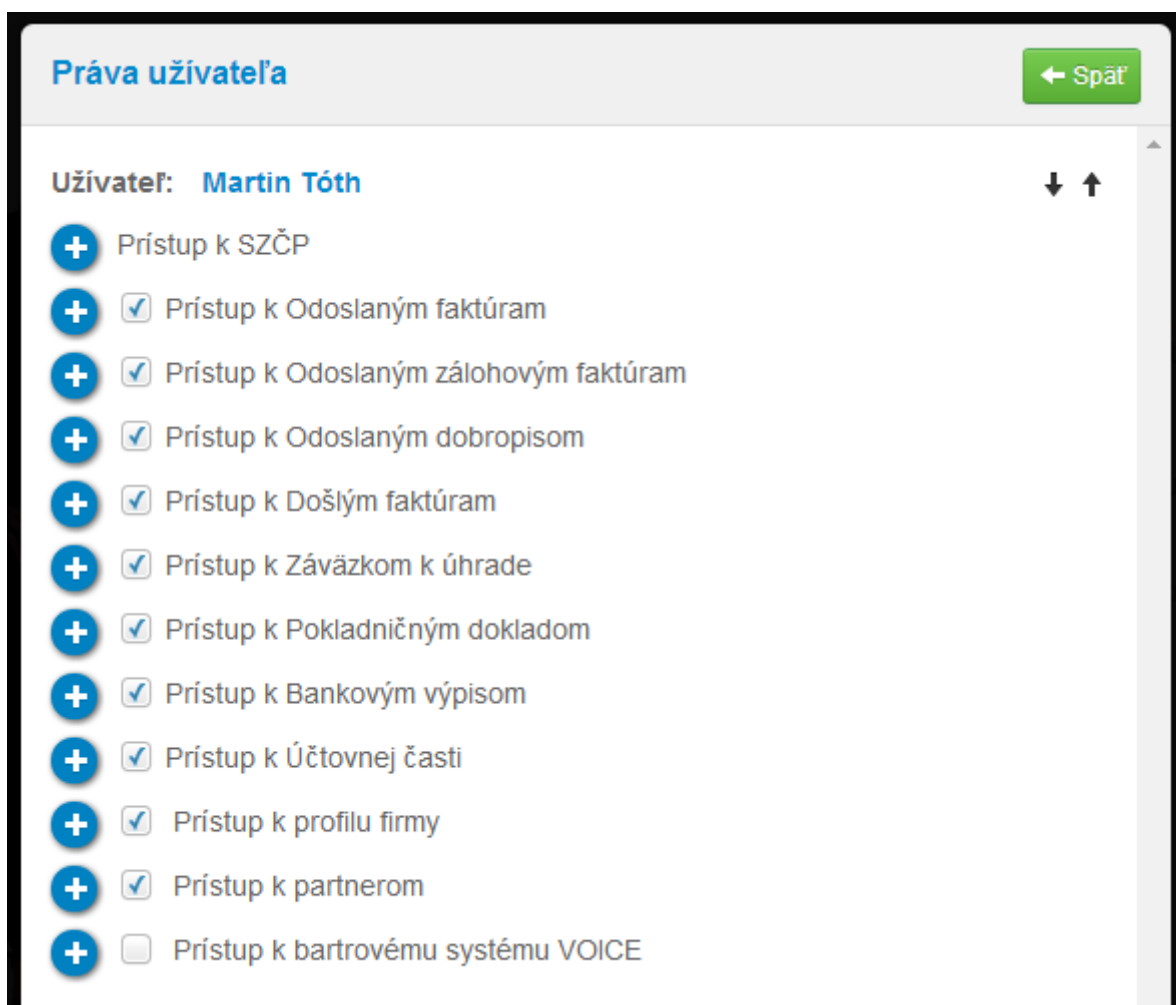 Práva užívateľa
Späť
Užívateľ: Martin Tóth
Prístup k SZČP
Prístup k Odoslaným faktúram
Prístup k Odoslaným zálohovým faktúram
Prístup k Odoslaným dobropisom
Prístup k Došlým faktúram
Prístup k Záväzkom k úhrade
Prístup k Pokladničným dokladom
Prístup k Bankovým výpisom
Prístup k Účtovnej časti
Prístup k profilu firmy
Prístup k partnerom
Prístup k bartrovému systému VOICE